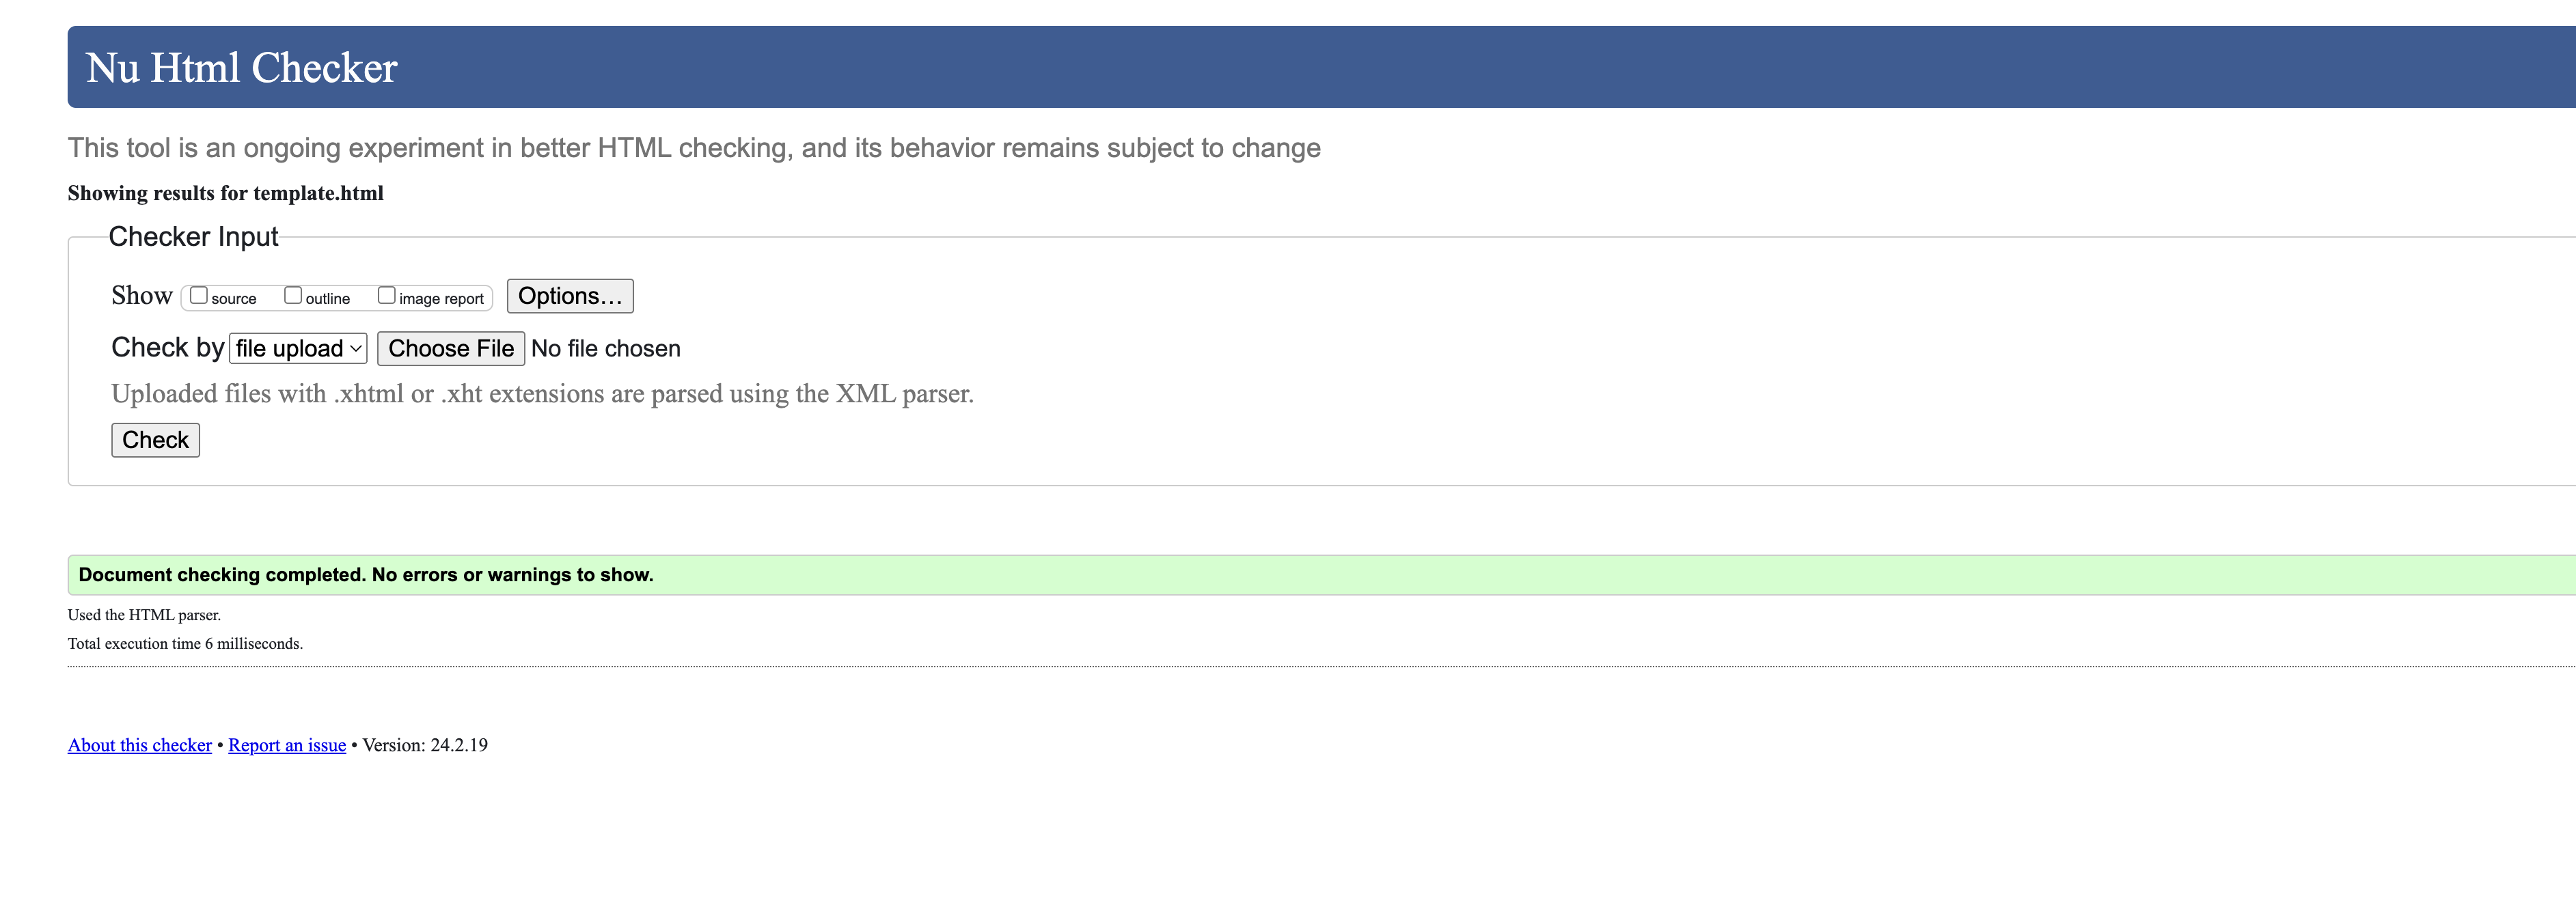 Nu Html Checker
This tool is an ongoing experiment in better HTML checking, and its behavior remains subject to change
Showing results for template.html
Checker Input
Show source outline image report Options…
Check by file upload Choose File No file chosen
Uploaded files with .xhtml or .xht extensions are parsed using the XML parser.
Check
Document checking completed. No errors or warnings to show.
Used the HTML parser.
Total execution time 6 milliseconds.
About this checker • Report an issue • Version: 24.2.19